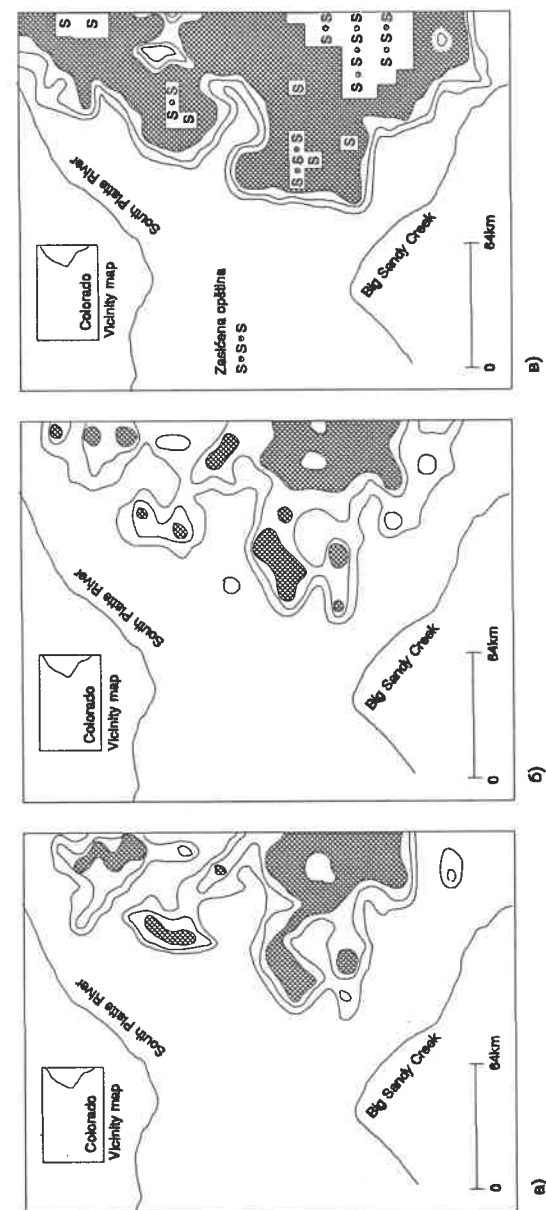 Colorado
Vicinity map
South Platte River
Big Sandy Creek
0 64km
a)
Colorado
Vicinity map
South Platte River
Big Sandy Creek
0 64km
б)
Colorado
Vicinity map
South Platte River
Zasićena opština
S o S o S
S S
S
S o S
S
S o S o S S
S o S
S
S
S o S o S
S o S
Big Sandy Creek
0 64km
в)